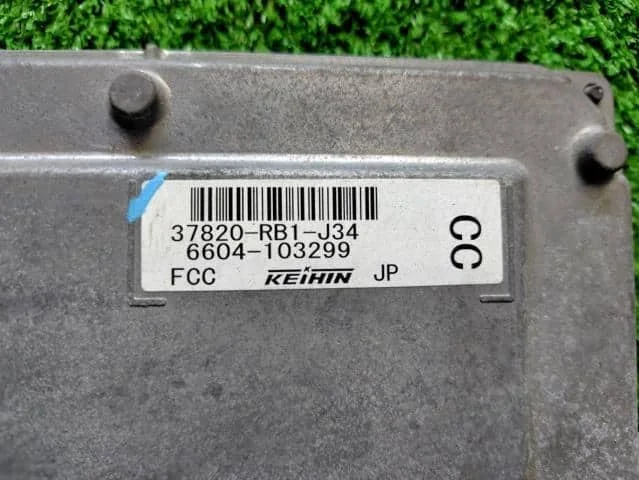 37820-RB1-J34
6604-103299
FCC KEIHIN JP
CC